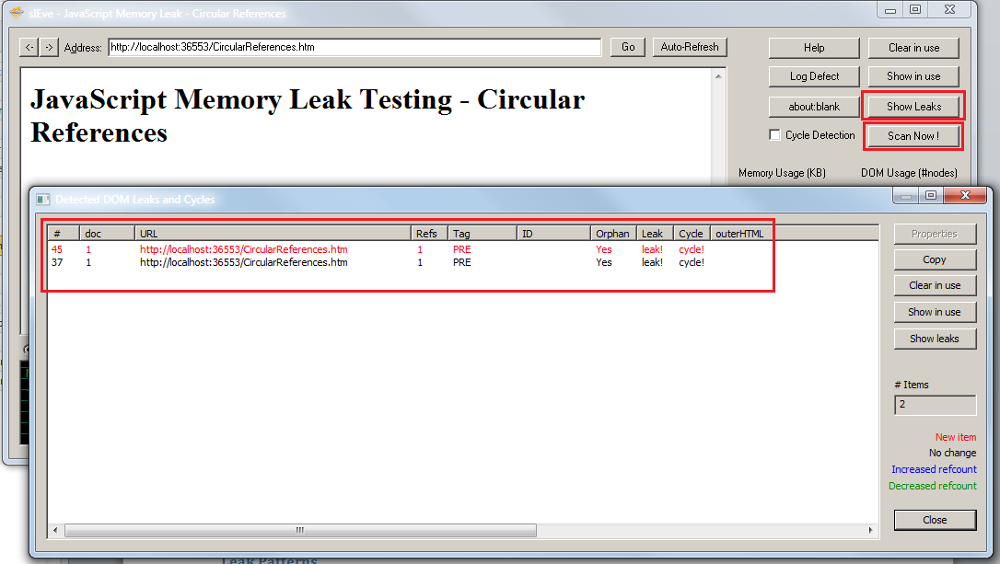 sIEve - JavaScript Memory Leak - Circular References
<- -> Address: http://localhost:36553/CircularReferences.htm Go Auto-Refresh Help Clear in use
Log Defect Show in use
about:blank Show Leaks
Cycle Detection Scan Now !
Memory Usage (KB) DOM Usage (#nodes)
JavaScript Memory Leak Testing - Circular
References
Detected DOM Leaks and Cycles
# doc URL Refs Tag ID Orphan Leak Cycle outerHTML
45 1 http://localhost:36553/CircularReferences.htm 1 PRE Yes leak! cycle!
37 1 http://localhost:36553/CircularReferences.htm 1 PRE Yes leak! cycle!
Properties
Copy
Clear in use
Show in use
Show leaks
# Items
2
New item
No change
Increased refcount
Decreased refcount
Close
Leak Patterns